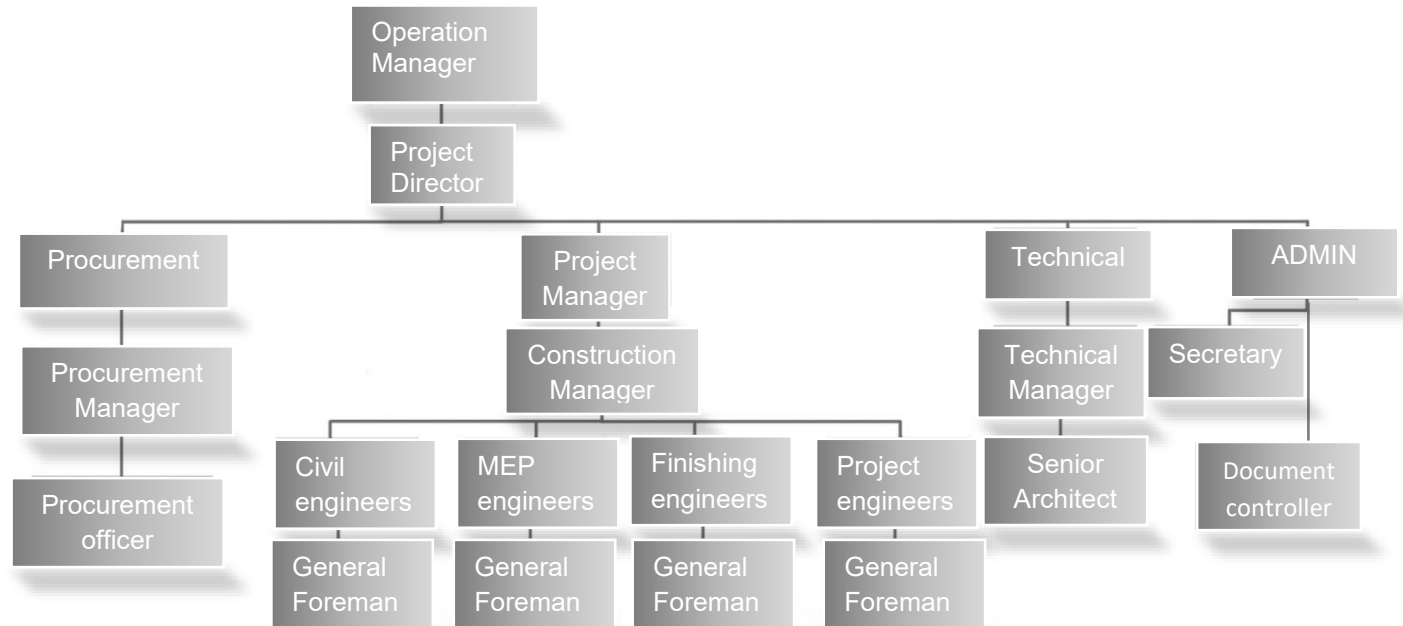 Operation
Manager
Project
Director
Procurement
Project
Manager
Technical
ADMIN
Procurement
Manager
Construction
Manager
Technical
Manager
Secretary
Procurement
officer
Civil
engineers
MEP
engineers
Finishing
engineers
Project
engineers
Senior
Architect
Document
controller
General
Foreman
General
Foreman
General
Foreman
General
Foreman